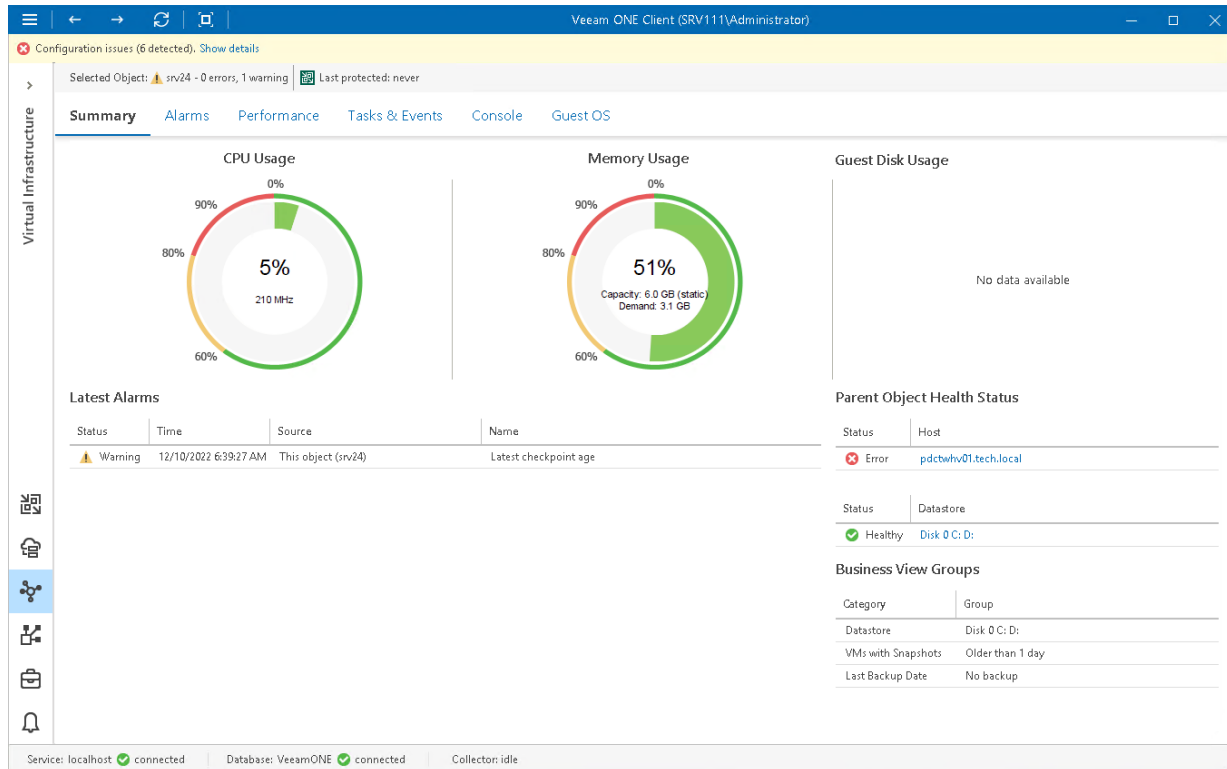 Veeam ONE Client (SRV111\Administrator)
Configuration issues (6 detected). Show details
Selected Object: srv24 - 0 errors, 1 warning Last protected: never
Virtual Infrastructure
Summary Alarms Performance Tasks & Events Console Guest OS
CPU Usage
0%
90%
80%
60%
5%
210 MHz
Memory Usage
0%
90%
80%
60%
51%
Capacity: 6.0 GB (static)
Demand: 3.1 GB
Guest Disk Usage
No data available
Latest Alarms
Status Time Source Name
Warning 12/10/2022 6:39:27 AM This object (srv24) Latest checkpoint age
Parent Object Health Status
Status Host
Error pdctwhv01.tech.local
Status Datastore
Healthy Disk 0 C: D:
Business View Groups
Category Group
Datastore Disk 0 C: D:
VMs with Snapshots Older than 1 day
Last Backup Date No backup
Service: localhost connected Database: VeeamONE connected Collector: idle